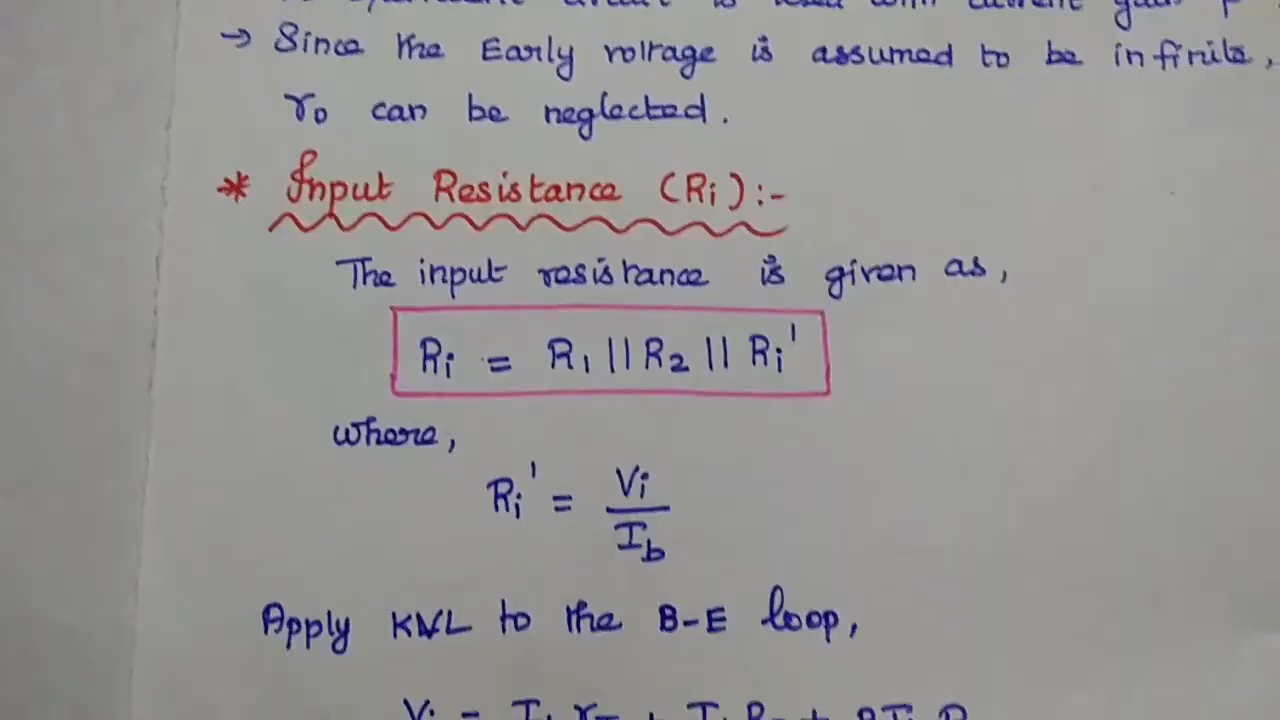 → Since the Early voltage is assumed to be infinite,
r₀ can be neglected.
* Input Resistance (Ri):-
The input resistance is given as,
Ri = R₁ || R₂ || Ri'
where,
Ri' = Vi / Ib
Apply KVL to the B-E loop,